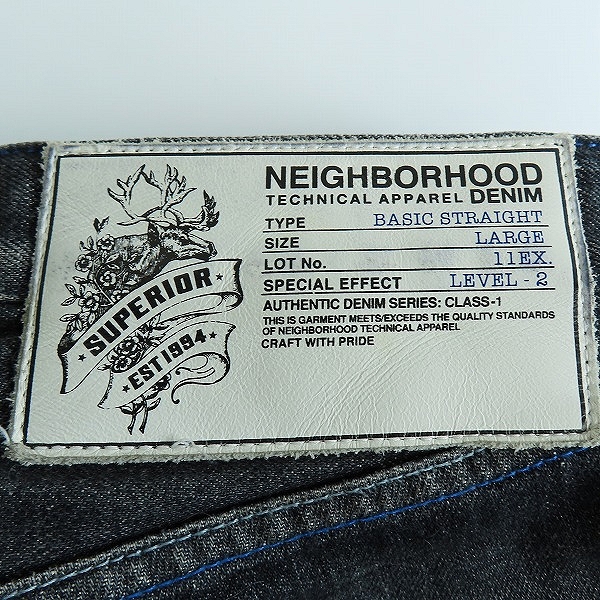 NEIGHBORHOOD
TECHNICAL APPAREL DENIM
TYPE BASIC STRAIGHT
SIZE LARGE
LOT No. 11EX.
SPECIAL EFFECT LEVEL - 2
AUTHENTIC DENIM SERIES: CLASS-1
THIS IS GARMENT MEETS/EXCEEDS THE QUALITY STANDARDS
OF NEIGHBORHOOD TECHNICAL APPAREL
CRAFT WITH PRIDE
SUPERIOR
EST 1994